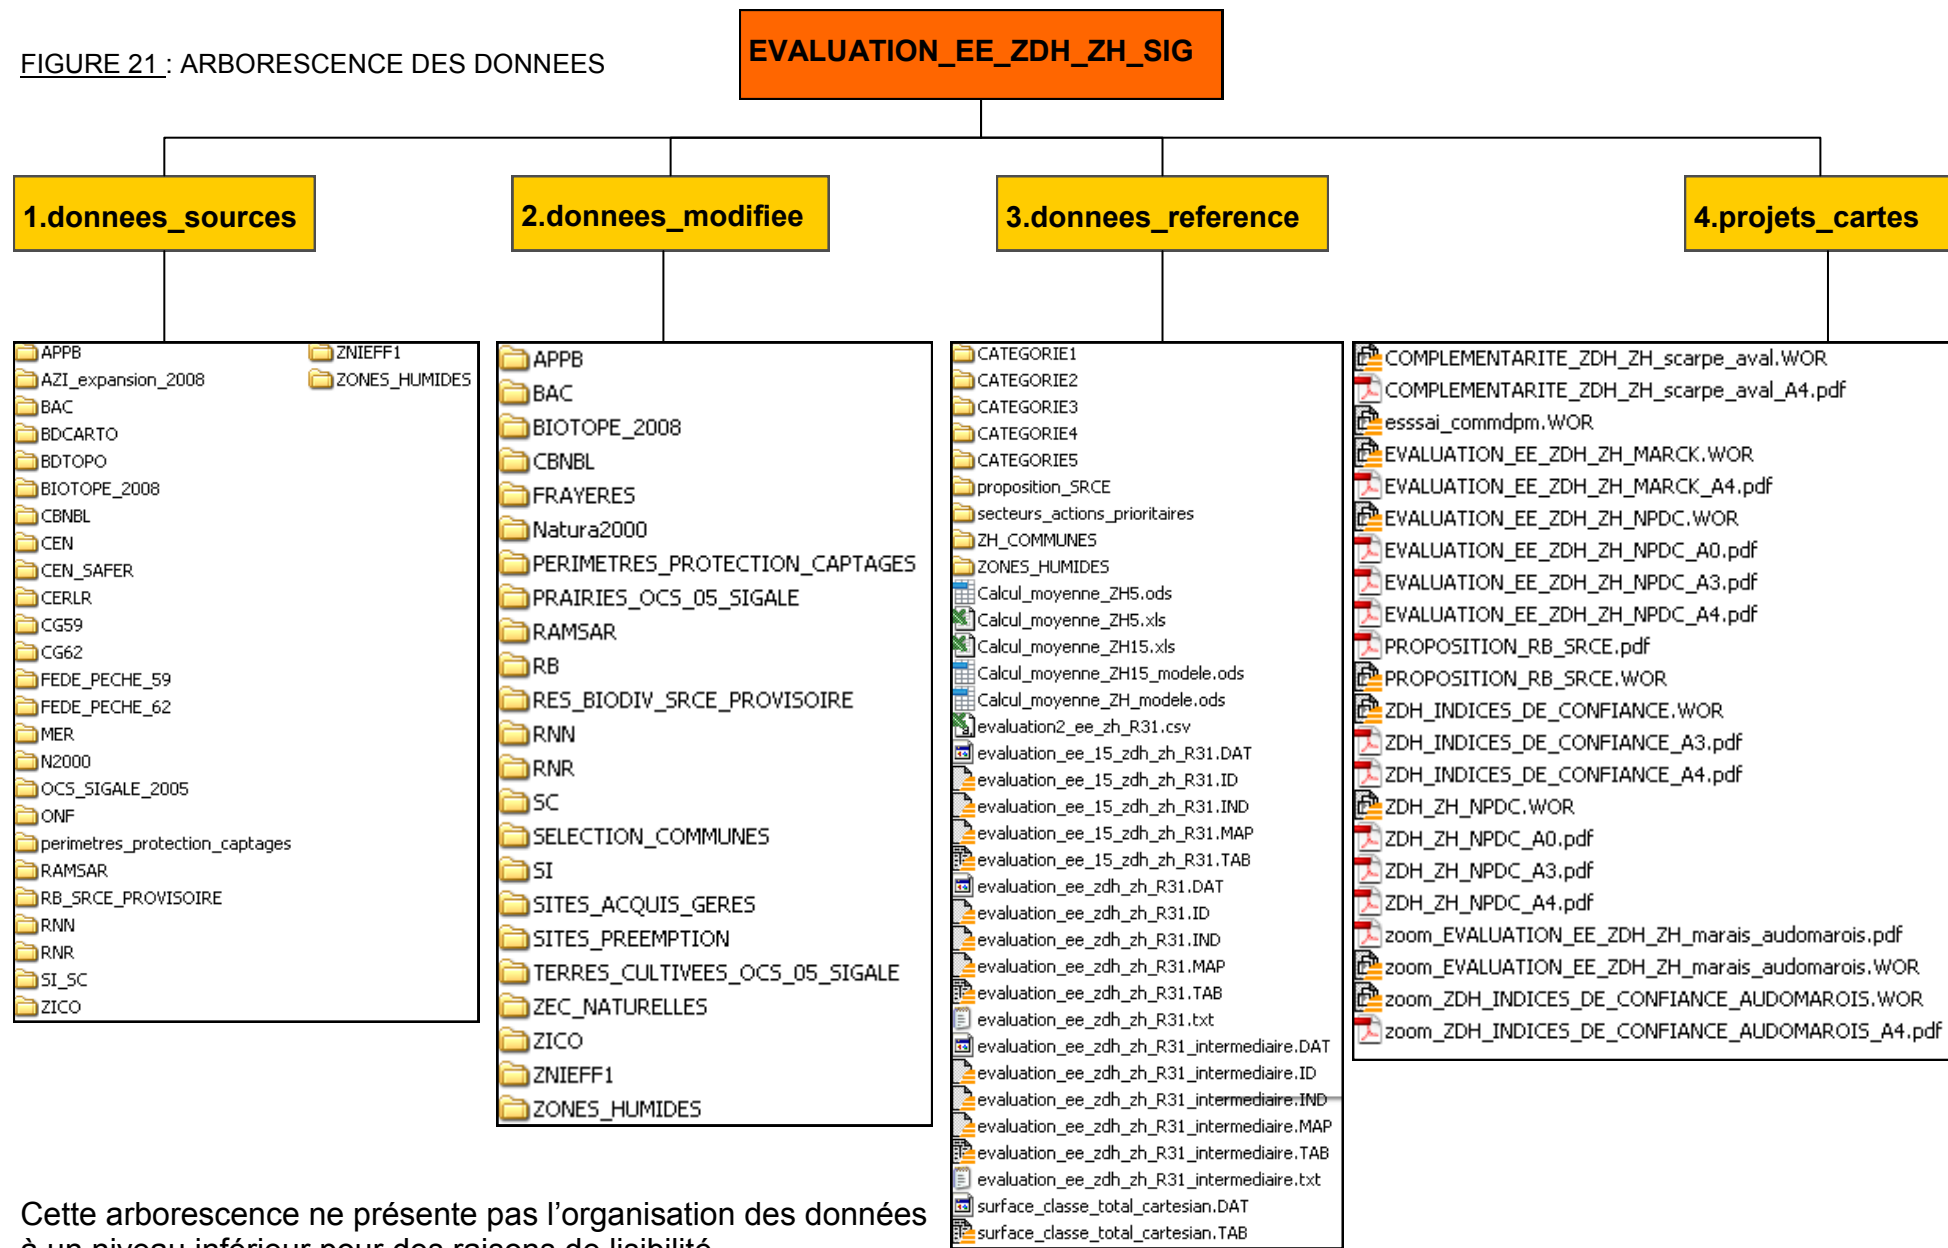 FIGURE 21 : ARBORESCENCE DES DONNEES
EVALUATION_EE_ZDH_ZH_SIG
1.donnees_sources
2.donnees_modifiee
3.donnees_reference
4.projets_cartes
APPB
AZI_expansion_2008
BAC
BDCARTO
BDTOPO
BIOTOPE_2008
CBNBL
CEN
CEN_SAFER
CERLR
CG59
CG62
FEDE_PECHE_59
FEDE_PECHE_62
MER
N2000
OCS_SIGALE_2005
ONF
perimetres_protection_captages
RAMSAR
RB_SRCE_PROVISOIRE
RNN
RNR
SI_SC
ZICO
ZNIEFF1
ZONES_HUMIDES
APPB
BAC
BIOTOPE_2008
CBNBL
FRAYERES
Natura2000
PERIMETRES_PROTECTION_CAPTAGES
PRAIRIES_OCS_05_SIGALE
RAMSAR
RB
RES_BIODIV_SRCE_PROVISOIRE
RNN
RNR
SC
SELECTION_COMMUNES
SI
SITES_ACQUIS_GERES
SITES_PREEMPTION
TERRES_CULTIVEES_OCS_05_SIGALE
ZEC_NATURELLES
ZICO
ZNIEFF1
ZONES_HUMIDES
CATEGORIE1
CATEGORIE2
CATEGORIE3
CATEGORIE4
CATEGORIE5
proposition_SRCE
secteurs_actions_prioritaires
ZH_COMMUNES
ZONES_HUMIDES
Calcul_moyenne_ZH5.ods
Calcul_moyenne_ZH5.xls
Calcul_moyenne_ZH15.xls
Calcul_moyenne_ZH15_modele.ods
Calcul_moyenne_ZH_modele.ods
evaluation2_ee_zh_R31.csv
evaluation_ee_15_zdh_zh_R31.DAT
evaluation_ee_15_zdh_zh_R31.ID
evaluation_ee_15_zdh_zh_R31.IND
evaluation_ee_15_zdh_zh_R31.MAP
evaluation_ee_15_zdh_zh_R31.TAB
evaluation_ee_zdh_zh_R31.DAT
evaluation_ee_zdh_zh_R31.ID
evaluation_ee_zdh_zh_R31.IND
evaluation_ee_zdh_zh_R31.MAP
evaluation_ee_zdh_zh_R31.TAB
evaluation_ee_zdh_zh_R31.txt
evaluation_ee_zdh_zh_R31_intermediaire.DAT
evaluation_ee_zdh_zh_R31_intermediaire.ID
evaluation_ee_zdh_zh_R31_intermediaire.IND
evaluation_ee_zdh_zh_R31_intermediaire.MAP
evaluation_ee_zdh_zh_R31_intermediaire.TAB
evaluation_ee_zdh_zh_R31_intermediaire.txt
surface_classe_total_cartesian.DAT
surface_classe_total_cartesian.TAB
COMPLEMENTARITE_ZDH_ZH_scarpe_aval.WOR
COMPLEMENTARITE_ZDH_ZH_scarpe_aval_A4.pdf
esssai_commdpm.WOR
EVALUATION_EE_ZDH_ZH_MARCK.WOR
EVALUATION_EE_ZDH_ZH_MARCK_A4.pdf
EVALUATION_EE_ZDH_ZH_NPDC.WOR
EVALUATION_EE_ZDH_ZH_NPDC_A0.pdf
EVALUATION_EE_ZDH_ZH_NPDC_A3.pdf
EVALUATION_EE_ZDH_ZH_NPDC_A4.pdf
PROPOSITION_RB_SRCE.pdf
PROPOSITION_RB_SRCE.WOR
ZDH_INDICES_DE_CONFIANCE.WOR
ZDH_INDICES_DE_CONFIANCE_A3.pdf
ZDH_INDICES_DE_CONFIANCE_A4.pdf
ZDH_ZH_NPDC.WOR
ZDH_ZH_NPDC_A0.pdf
ZDH_ZH_NPDC_A3.pdf
ZDH_ZH_NPDC_A4.pdf
zoom_EVALUATION_EE_ZDH_ZH_marais_audomarois.pdf
zoom_EVALUATION_EE_ZDH_ZH_marais_audomarois.WOR
zoom_ZDH_INDICES_DE_CONFIANCE_AUDOMAROIS.WOR
zoom_ZDH_INDICES_DE_CONFIANCE_AUDOMAROIS_A4.pdf
Cette arborescence ne présente pas l'organisation des données
à un niveau inférieur pour des raisons de lisibilité